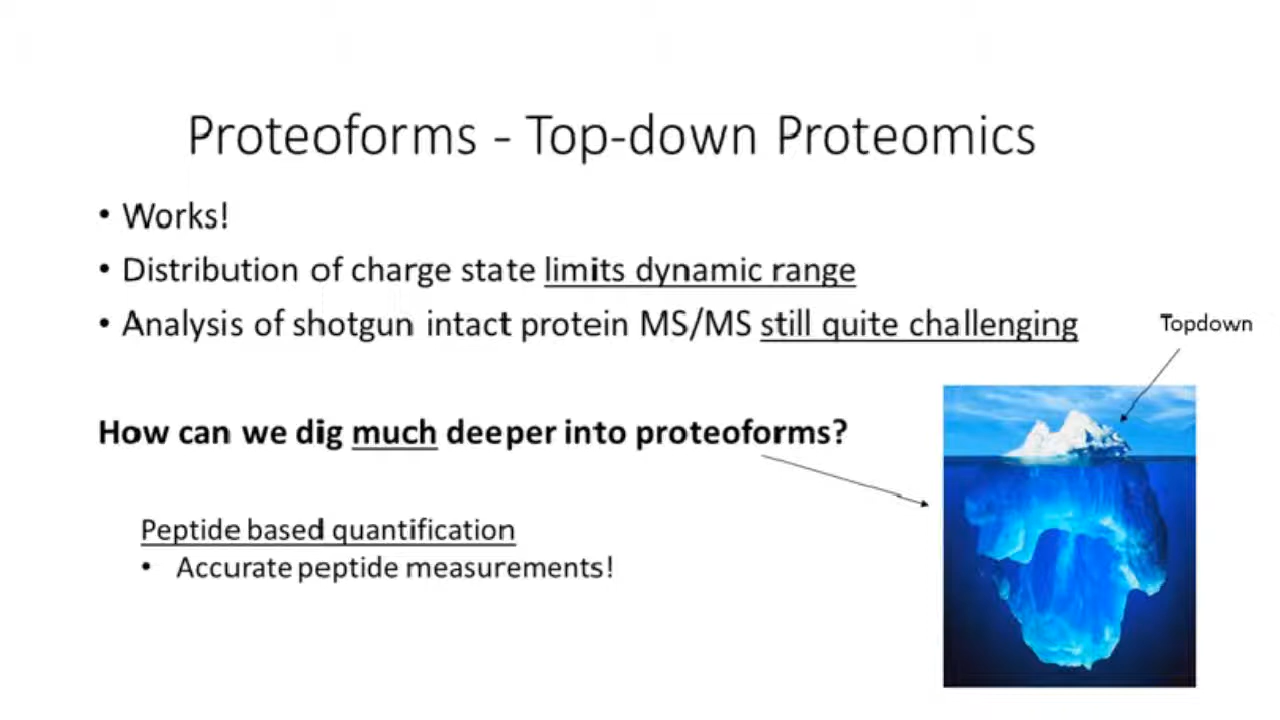 Proteoforms - Top-down Proteomics
• Works!
• Distribution of charge state limits dynamic range
• Analysis of shotgun intact protein MS/MS still quite challenging
Topdown
How can we dig much deeper into proteoforms?
Peptide based quantification
• Accurate peptide measurements!